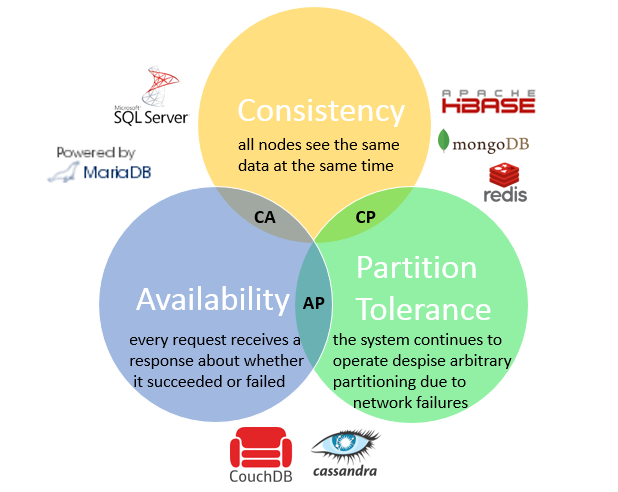 Consistency
all nodes see the same
data at the same time
Microsoft
SQL Server
Powered by
MariaDB
APACHE
HBASE
mongoDB
redis
CA
CP
AP
Availability
every request receives a
response about whether
it succeeded or failed
Partition
Tolerance
the system continues to
operate despise arbitrary
partitioning due to
network failures
CouchDB
cassandra